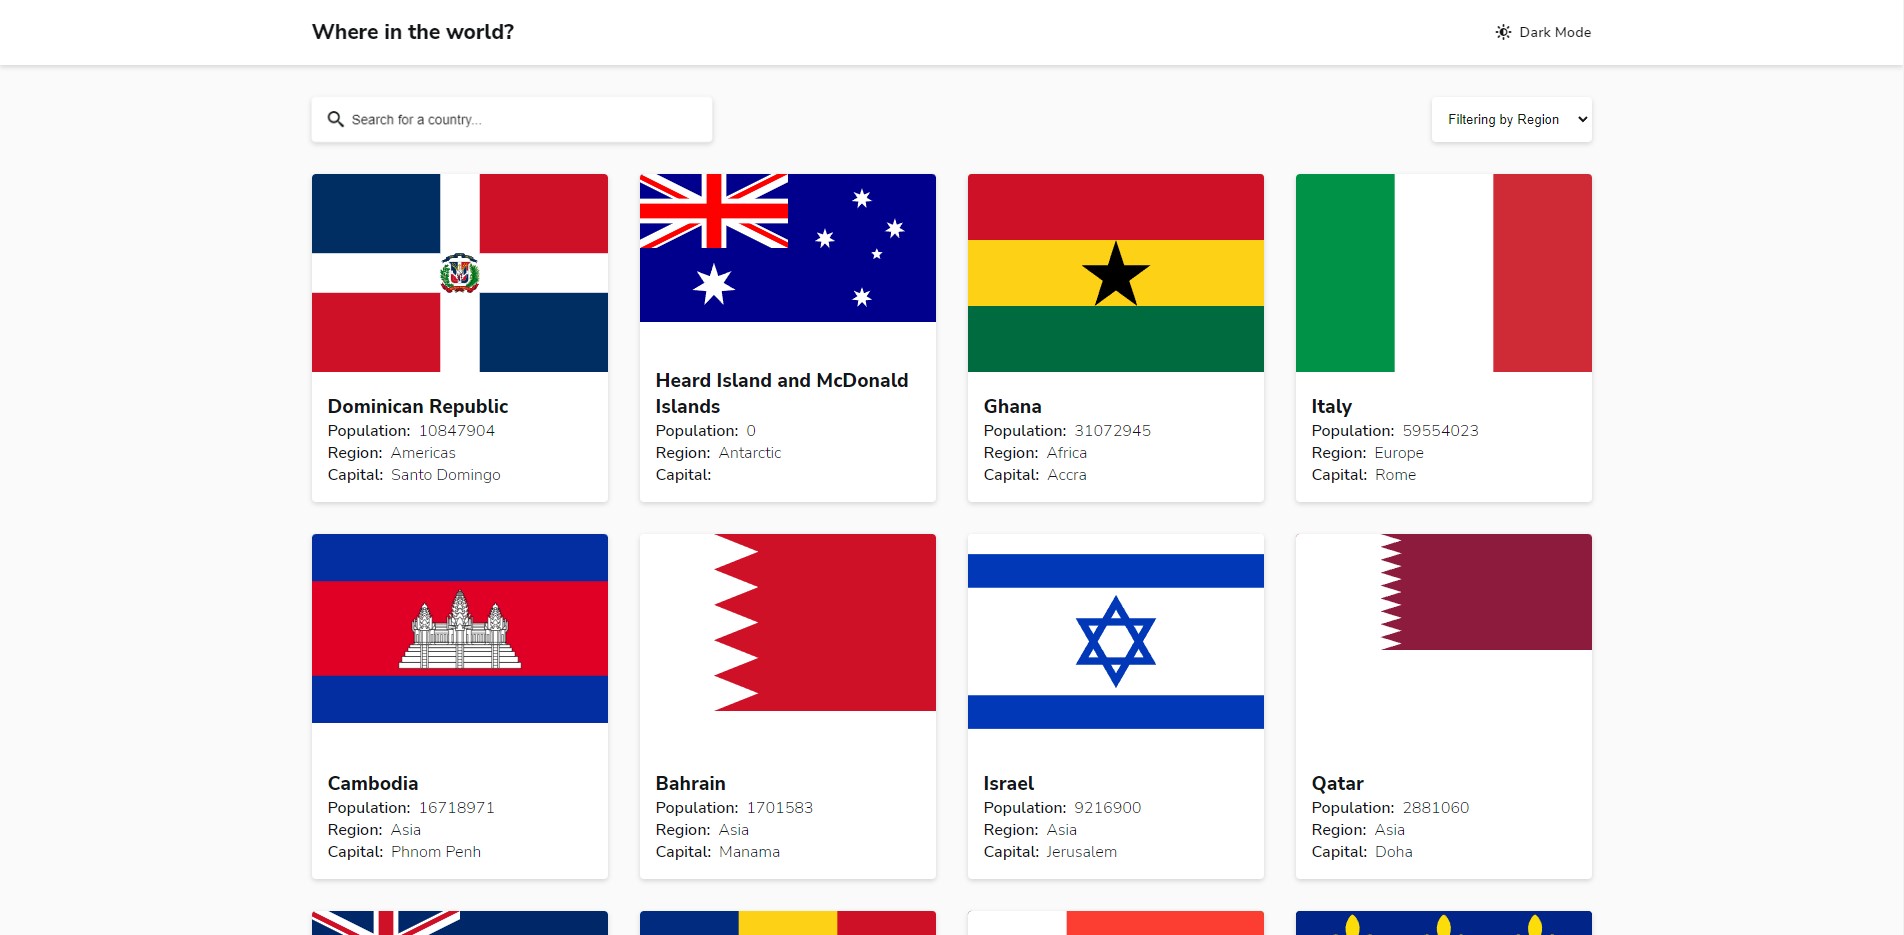 Where in the world?
Dark Mode
Search for a country...
Filtering by Region
Dominican Republic
Population: 10847904
Region: Americas
Capital: Santo Domingo
Heard Island and McDonald
Islands
Population: 0
Region: Antarctic
Capital:
Ghana
Population: 31072945
Region: Africa
Capital: Accra
Italy
Population: 59554023
Region: Europe
Capital: Rome
Cambodia
Population: 16718971
Region: Asia
Capital: Phnom Penh
Bahrain
Population: 1701583
Region: Asia
Capital: Manama
Israel
Population: 9216900
Region: Asia
Capital: Jerusalem
Qatar
Population: 2881060
Region: Asia
Capital: Doha